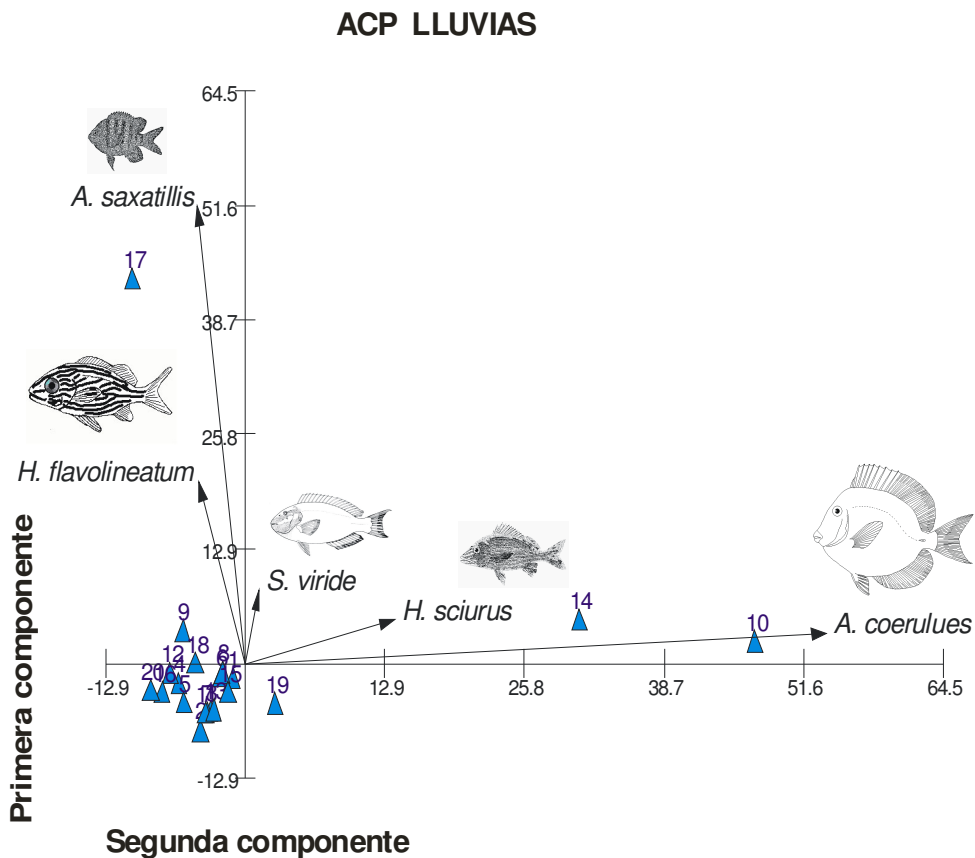 ACP LLUVIAS
64.5
A. saxatillis
51.6
17
38.7
25.8
H. flavolineatum
12.9
S. viride
H. sciurus
14
10
A. coerulues
9
12
18
8
19
-12.9
12.9
25.8
38.7
51.6
64.5
-12.9
Primera componente
Segunda componente